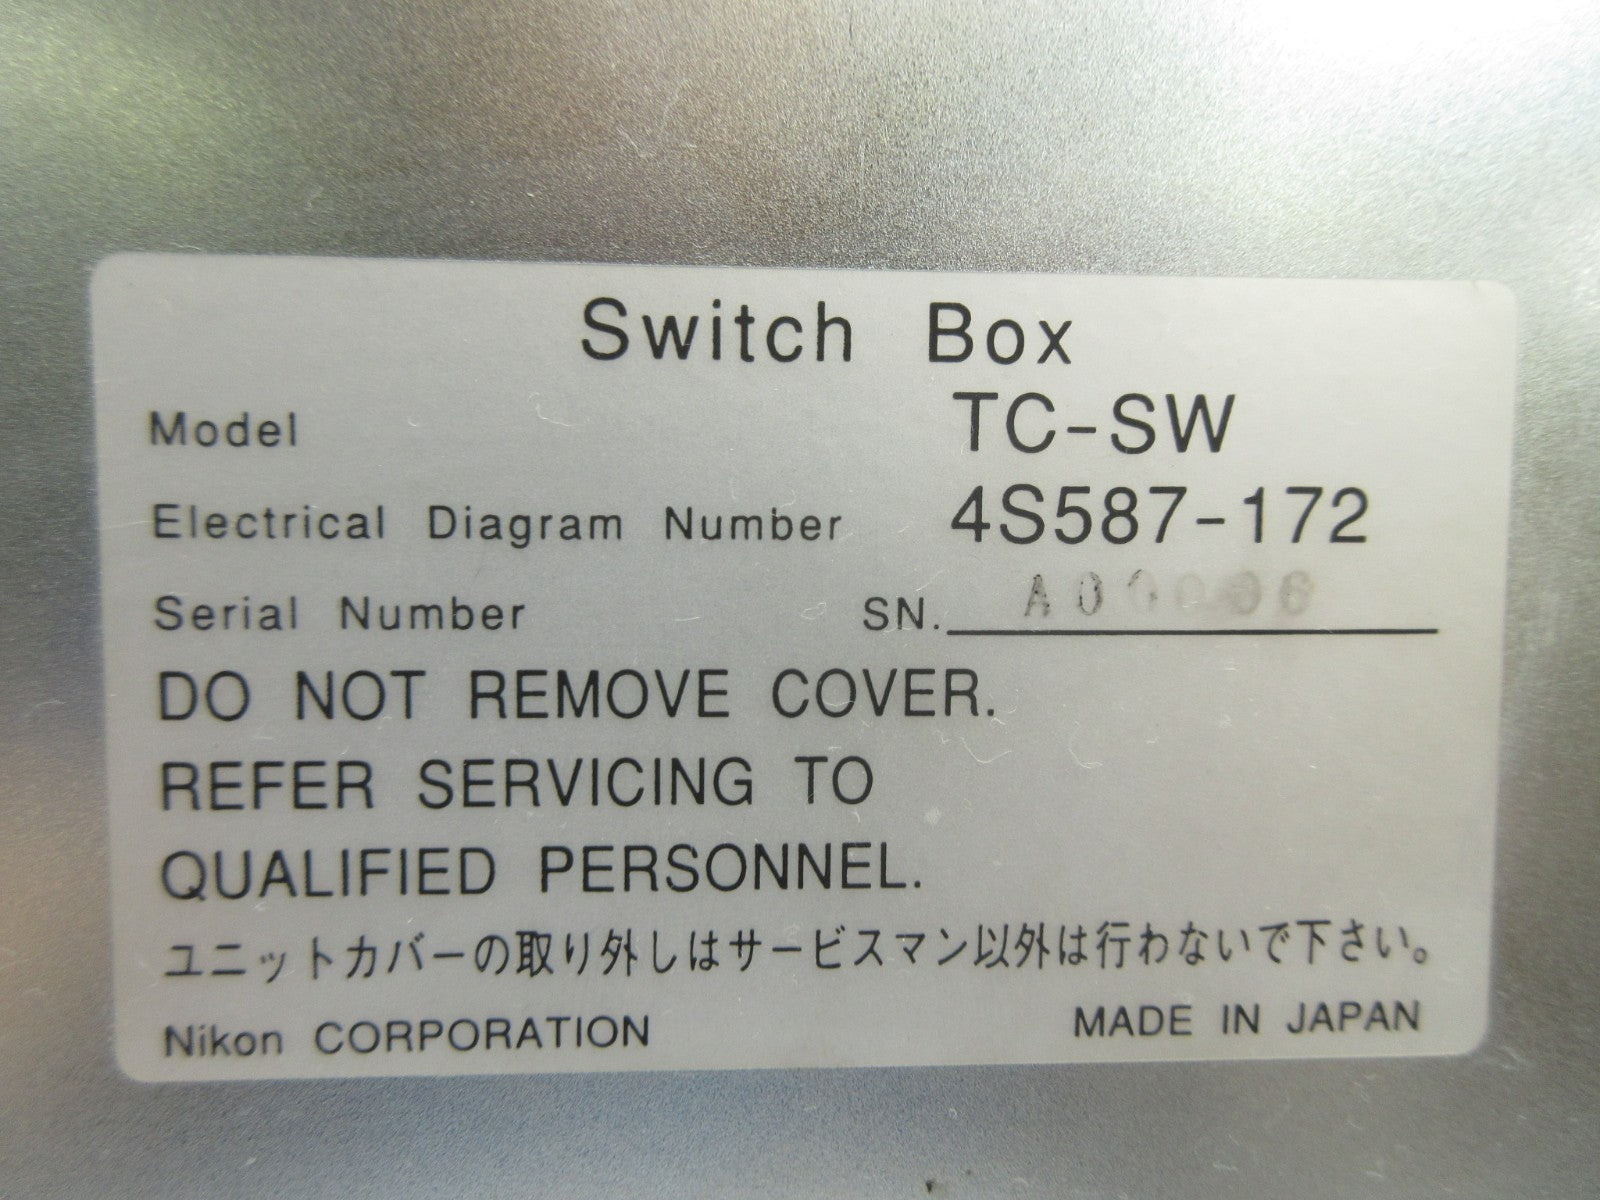 Switch Box
Model TC-SW
Electrical Diagram Number 4S587-172
Serial Number SN.
DO NOT REMOVE COVER.
REFER SERVICING TO
QUALIFIED PERSONNEL.
ユニットカバーの取り外しはサービスマン以外は行わないで下さい。
Nikon CORPORATION MADE IN JAPAN